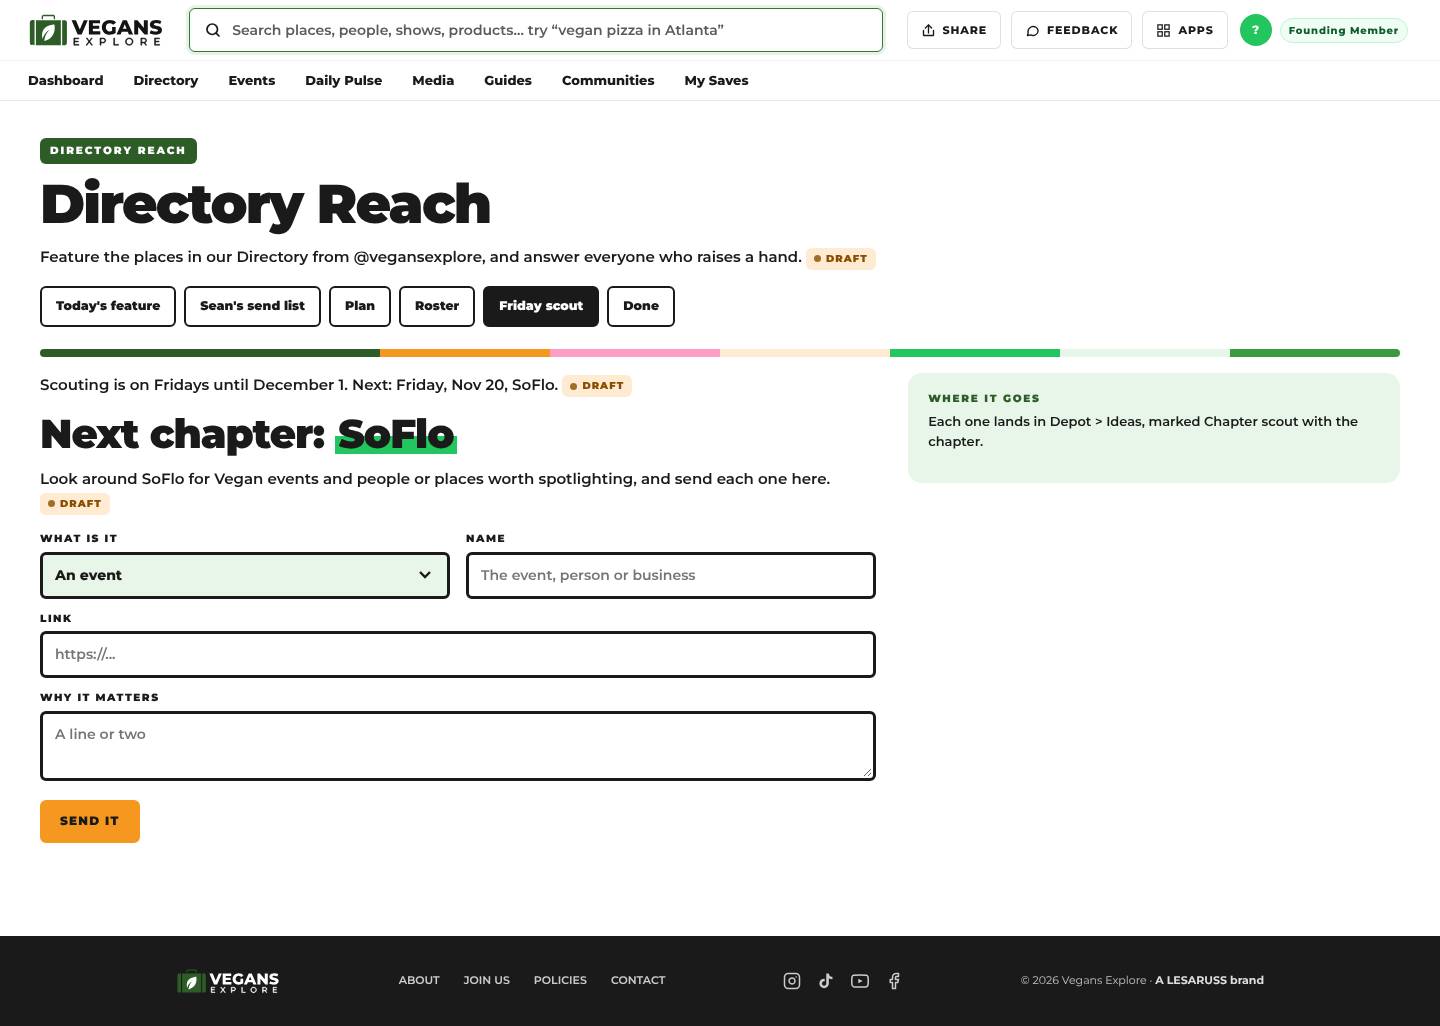 VEGANS
EXPLORE
Search places, people, shows, products... try “vegan pizza in Atlanta”
SHARE
FEEDBACK
APPS
?
Founding Member
Dashboard
Directory
Events
Daily Pulse
Media
Guides
Communities
My Saves
DIRECTORY REACH
Directory Reach
Feature the places in our Directory from @vegansexplore, and answer everyone who raises a hand. DRAFT
Today's feature
Sean's send list
Plan
Roster
Friday scout
Done
Scouting is on Fridays until December 1. Next: Friday, Nov 20, SoFlo. DRAFT
Next chapter: SoFlo
Look around SoFlo for Vegan events and people or places worth spotlighting, and send each one here.
DRAFT
WHAT IS IT
An event
NAME
The event, person or business
LINK
https://...
WHY IT MATTERS
A line or two
SEND IT
WHERE IT GOES
Each one lands in Depot > Ideas, marked Chapter scout with the
chapter.
VEGANS
EXPLORE
ABOUT
JOIN US
POLICIES
CONTACT
© 2026 Vegans Explore · A LESARUSS brand